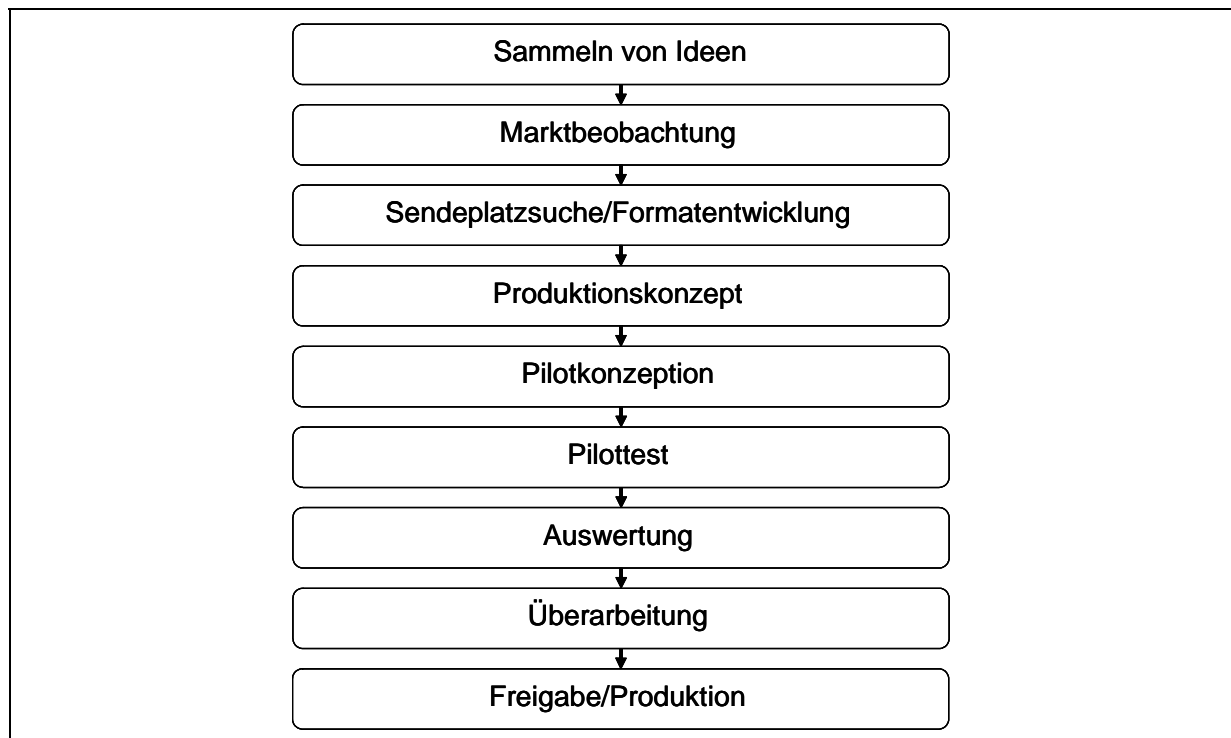 Sammeln von Ideen
Marktbeobachtung
Sendeplatzsuche/Formatentwicklung
Produktionskonzept
Pilotkonzeption
Pilottest
Auswertung
Überarbeitung
Freigabe/Produktion